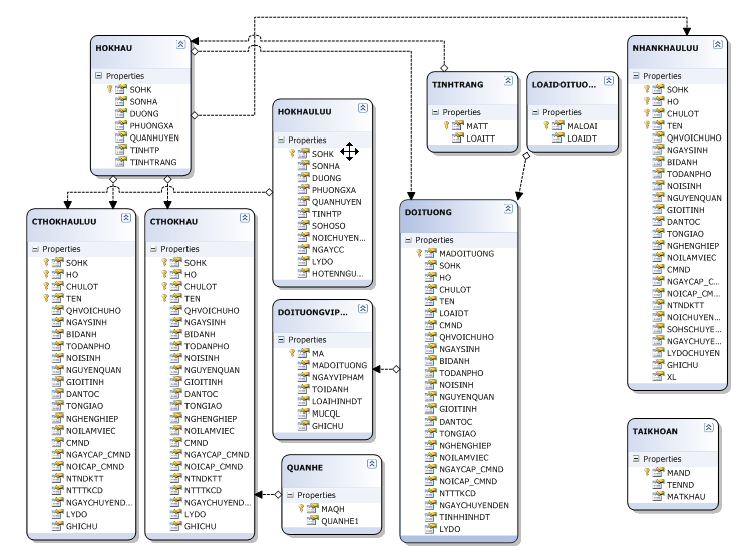 HOKHAU
Properties
SOHK
SONHA
DUONG
PHUONGXA
QUANHUYEN
TINHTP
TINHTRANG
HOKHAULUU
Properties
SOHK
SONHA
DUONG
PHUONGXA
QUANHUYEN
TINHTP
SOHOSO
NOICHUYEN...
NGAYCC
LYDO
HOTENNGU...
TINHTRANG
Properties
MATT
LOAITT
LOAIDOITUO...
Properties
MALOAI
LOAIDT
NHANKHAULUU
Properties
SOHK
HO
CHULOT
TEN
QHVOICHUHO
NGAYSINH
BIDANH
TODANPHO
NOISINH
NGUYENQUAN
GIOITINH
DANTOC
TONGIAO
NGHENGHIEP
NOILAMVIEC
CMND
NGAYCAP_C...
NOICAP_CM...
NTNDKTT
NOICHUYEN...
SOHSCHUYE...
NGAYCHUYE...
LYDOCHUYEN
GHICHU
XL
CTHOKHAULUU
Properties
SOHK
HO
CHULOT
TEN
QHVOICHUHO
NGAYSINH
BIDANH
TODANPHO
NOISINH
NGUYENQUAN
GIOITINH
DANTOC
TONGIAO
NGHENGHIEP
NOILAMVIEC
CMND
NGAYCAP_CMND
NOICAP_CMND
NTNDKTT
NTTTKCD
NGAYCHUYEND...
LYDO
GHICHU
CTHOKHAU
Properties
SOHK
HO
CHULOT
TEN
QHVOICHUHO
NGAYSINH
BIDANH
TODANPHO
NOISINH
NGUYENQUAN
GIOITINH
DANTOC
TONGIAO
NGHENGHIEP
NOILAMVIEC
CMND
NGAYCAP_CMND
NOICAP_CMND
NTNDKTT
NTTTKCD
NGAYCHUYEND...
LYDO
GHICHU
DOITUONGVIP...
Properties
MA
MADOITUONG
NGAYVIPHAM
TOIDANH
LOAIHINHDT
MUCQL
GHICHU
QUANHE
Properties
MAQH
QUANHE1
DOITUONG
Properties
MADOITUONG
SOHK
HO
CHULOT
TEN
LOAIDT
CMND
QHVOICHUHO
NGAYSINH
BIDANH
TODANPHO
NOISINH
NGUYENQUAN
GIOITINH
DANTOC
TONGIAO
NGHENGHIEP
NOILAMVIEC
NGAYCAP_CMND
NOICAP_CMND
NTTTKCD
NGAYCHUYENDEN
TINHHINHDT
LYDO
TAIKHOAN
Properties
MAND
TENND
MATKHAU